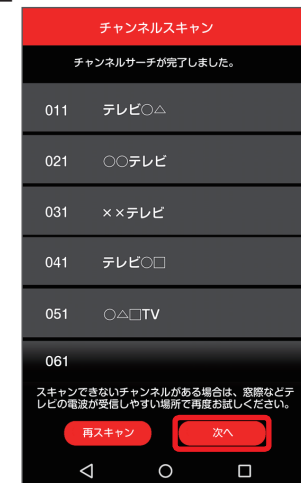 チャンネルスキャン
チャンネルサーチが完了しました。
011 テレビ○△
021 ○○テレビ
031 ××テレビ
041 テレビ○□
051 ○△□TV
061
スキャンできないチャンネルがある場合は、窓際などテ
レビの電波が受信しやすい場所で再度お試しください。
再スキャン 次へ